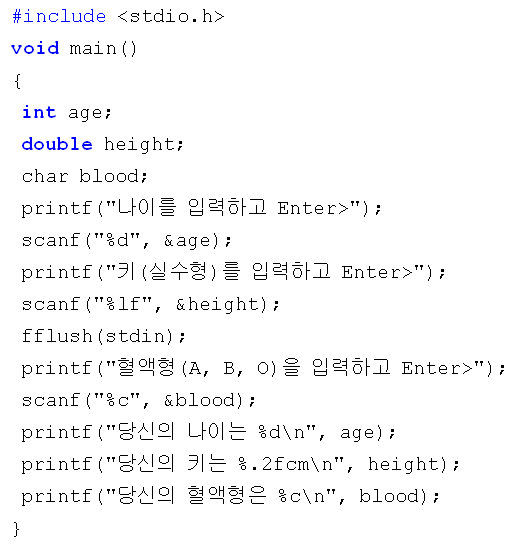 #include <stdio.h>
void main()
{
int age;
double height;
char blood;
printf("나이를 입력하고 Enter>");
scanf("%d", &age);
printf("키(실수형)를 입력하고 Enter>");
scanf("%lf", &height);
fflush(stdin);
printf("혈액형(A, B, O)을 입력하고 Enter>");
scanf("%c", &blood);
printf("당신의 나이는 %d\n", age);
printf("당신의 키는 %.2fcm\n", height);
printf("당신의 혈액형은 %c\n", blood);
}